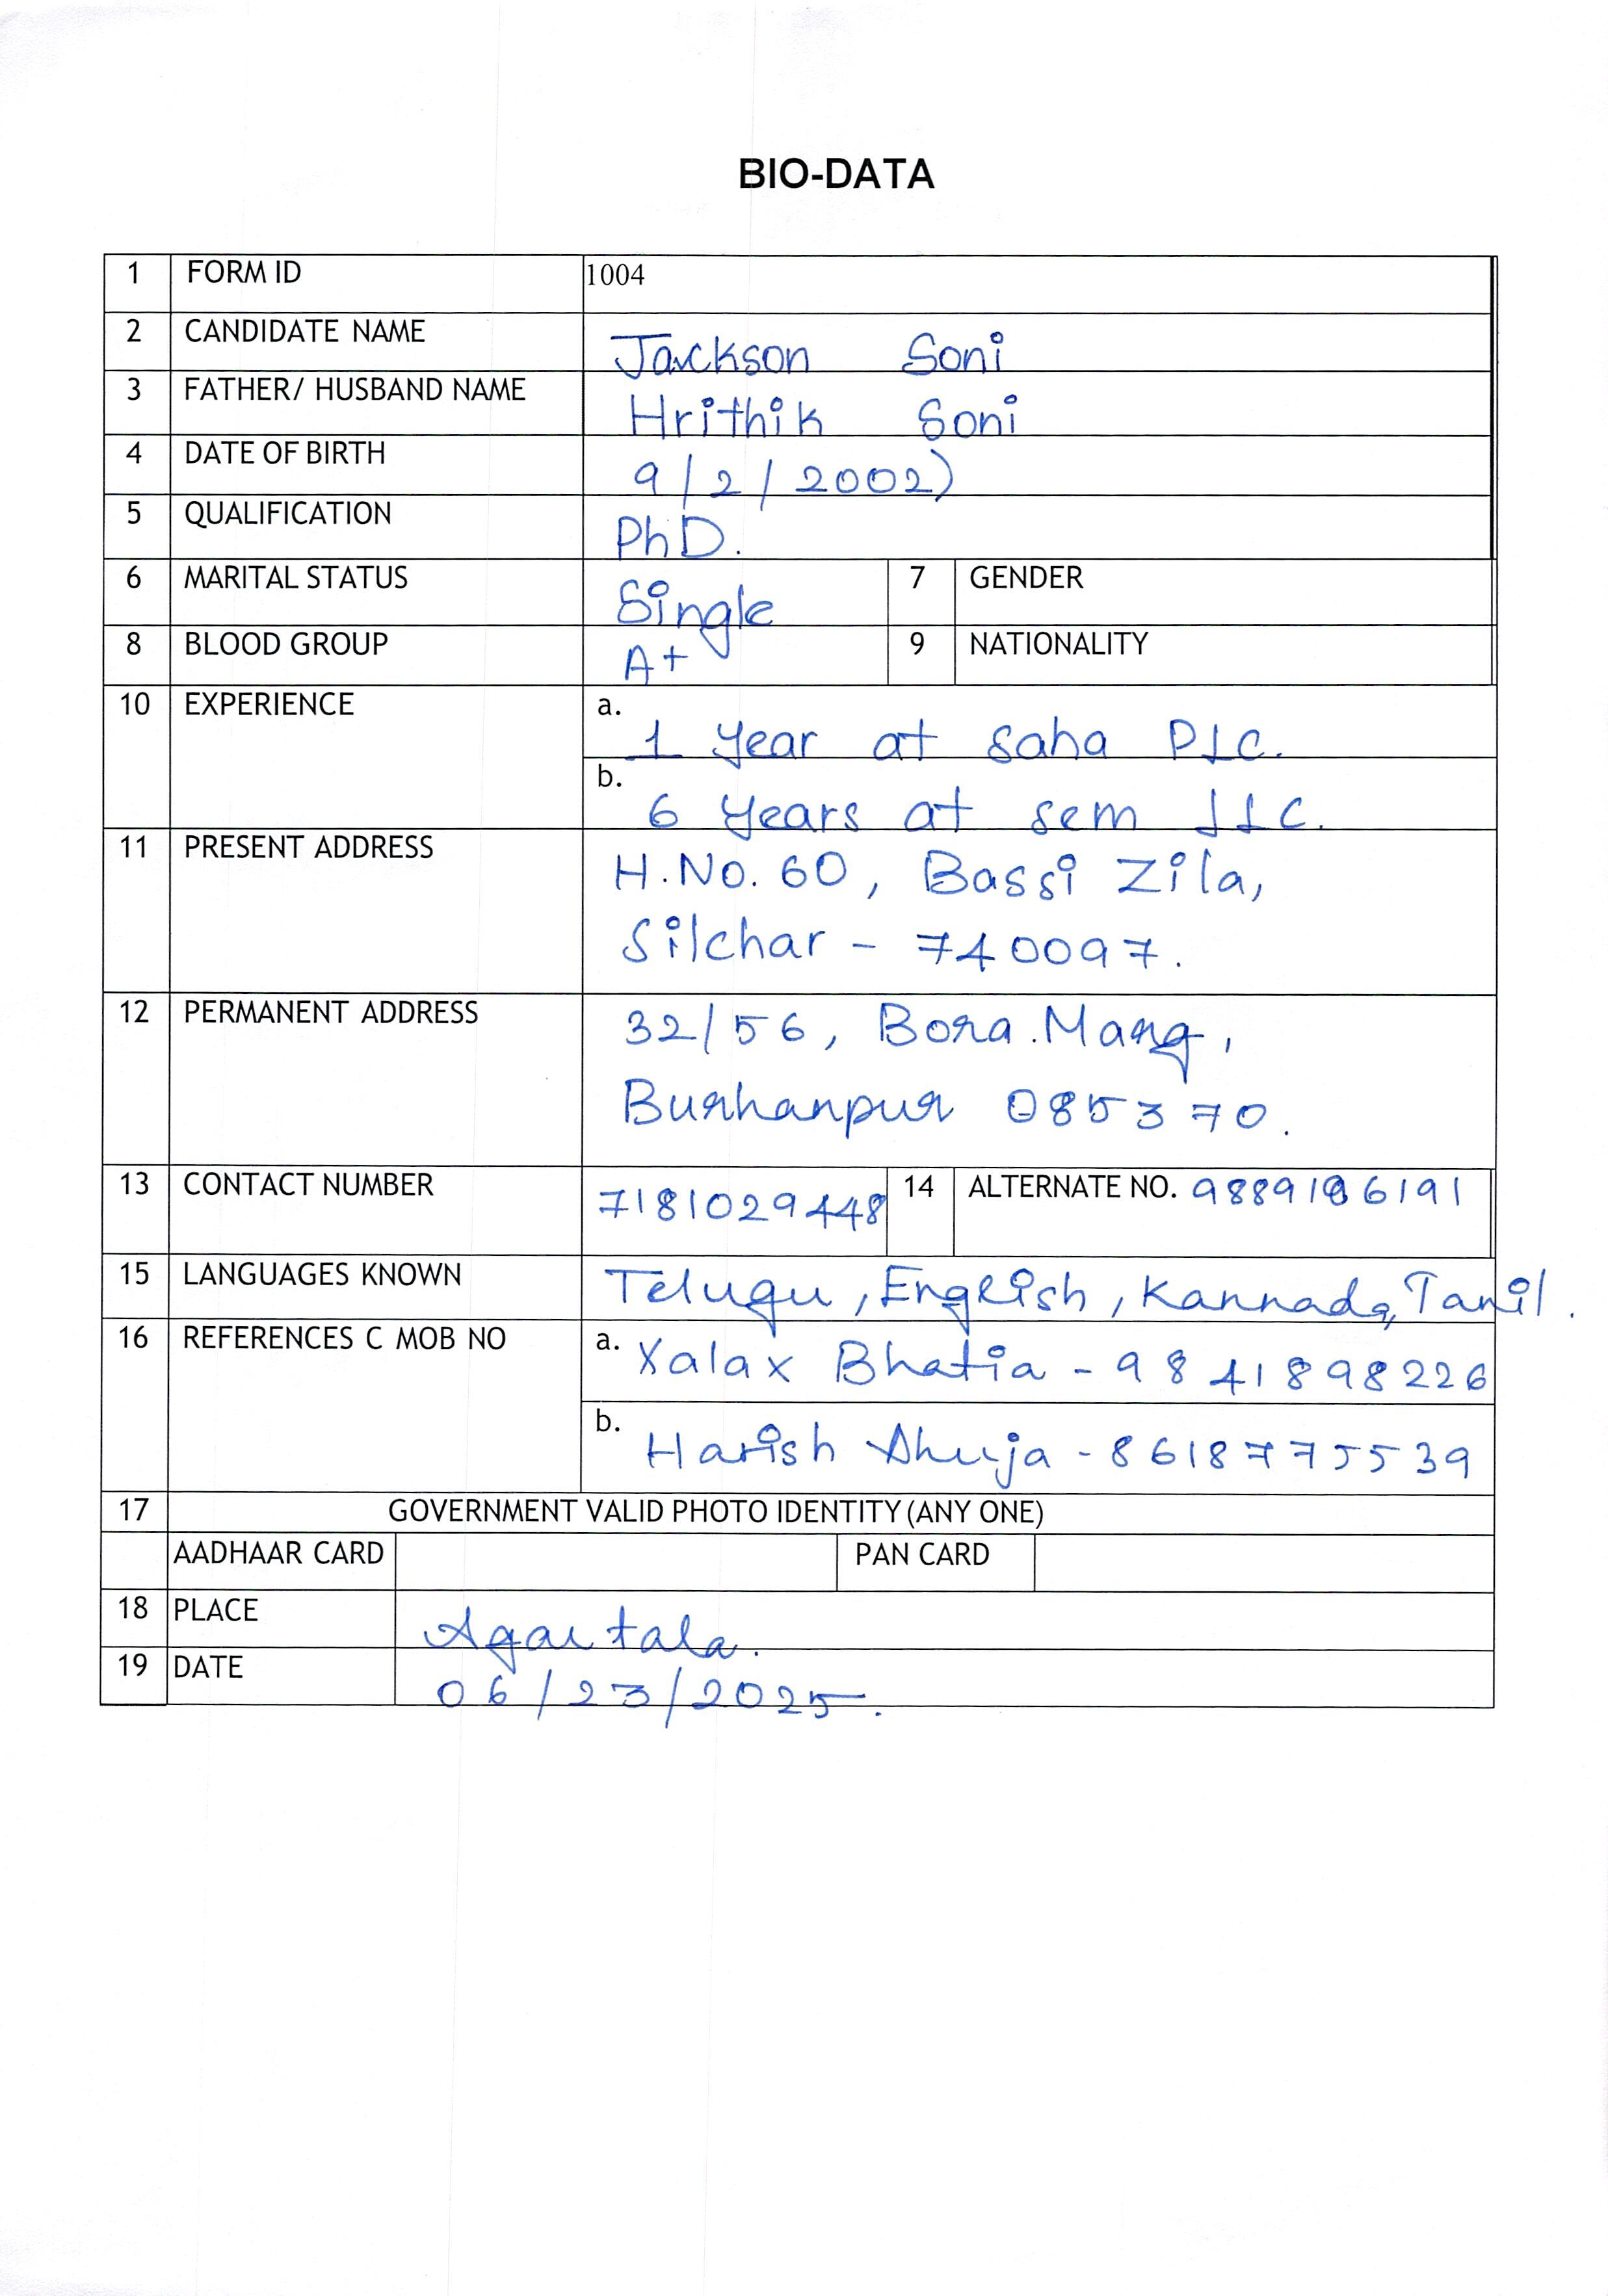 BIO-DATA
1 FORM ID 1004
2 CANDIDATE NAME Jackson Soni
3 FATHER/ HUSBAND NAME Hrithik Soni
4 DATE OF BIRTH 9/2/2002)
5 QUALIFICATION PhD.
6 MARITAL STATUS Single 7 GENDER
8 BLOOD GROUP A+ 9 NATIONALITY
10 EXPERIENCE a. 1 year at saha PLC.
b. 6 years at sem LLC.
11 PRESENT ADDRESS H.No. 60, Bassi Zila,
Silchar - 740097.
12 PERMANENT ADDRESS 32/56, Bora Marg,
Burhanpur 085370.
13 CONTACT NUMBER 7181029448 14 ALTERNATE NO.
15 LANGUAGES KNOWN Telugu, English, Kannada, Tanil.
16 REFERENCES C MOB NO a. Xalax Bhatia - 9841898226
b. Harish Ahuja - 8618775539
17 GOVERNMENT VALID PHOTO IDENTITY (ANY ONE)
AADHAAR CARD PAN CARD
18 PLACE Agartala.
19 DATE 06/23/2025.